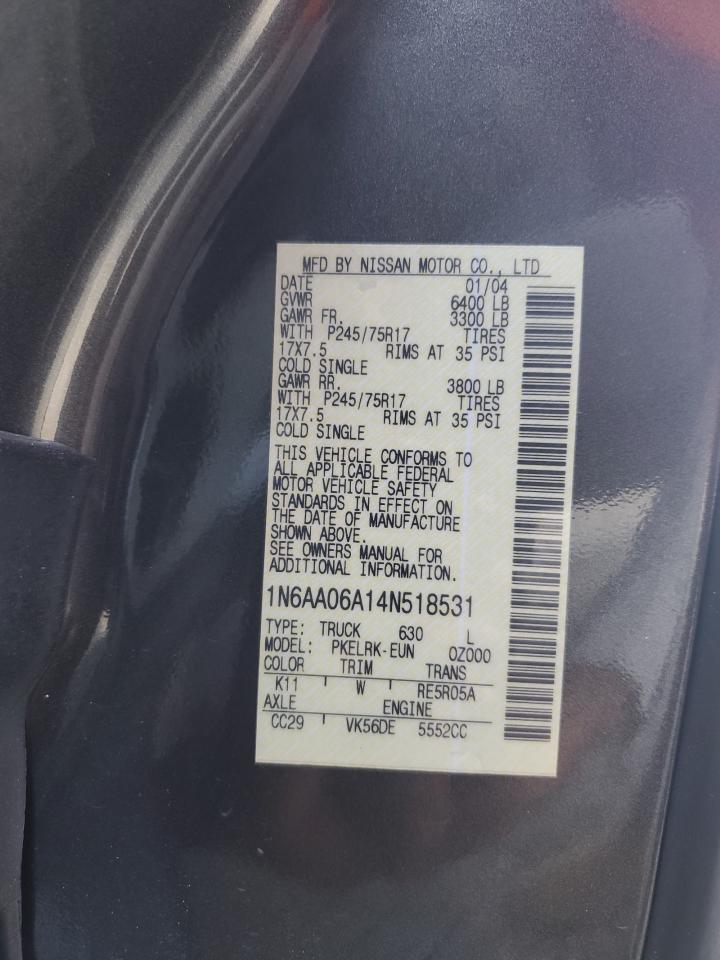 MFD BY NISSAN MOTOR CO., LTD
DATE 01/04
GVWR 6400 LB
GAWR FR. 3300 LB
WITH P245/75R17 TIRES
17X7.5 RIMS AT 35 PSI
COLD SINGLE
GAWR RR. 3800 LB
WITH P245/75R17 TIRES
17X7.5 RIMS AT 35 PSI
COLD SINGLE
THIS VEHICLE CONFORMS TO
ALL APPLICABLE FEDERAL
MOTOR VEHICLE SAFETY
STANDARDS IN EFFECT ON
THE DATE OF MANUFACTURE
SHOWN ABOVE.
SEE OWNERS MANUAL FOR
ADDITIONAL INFORMATION.
1N6AA06A14N518531
TYPE: TRUCK 630 L
MODEL: PKELRK-EUN 0Z000
COLOR TRIM TRANS
K11 W RE5R05A
AXLE ENGINE
CC29 VK56DE 5552CC